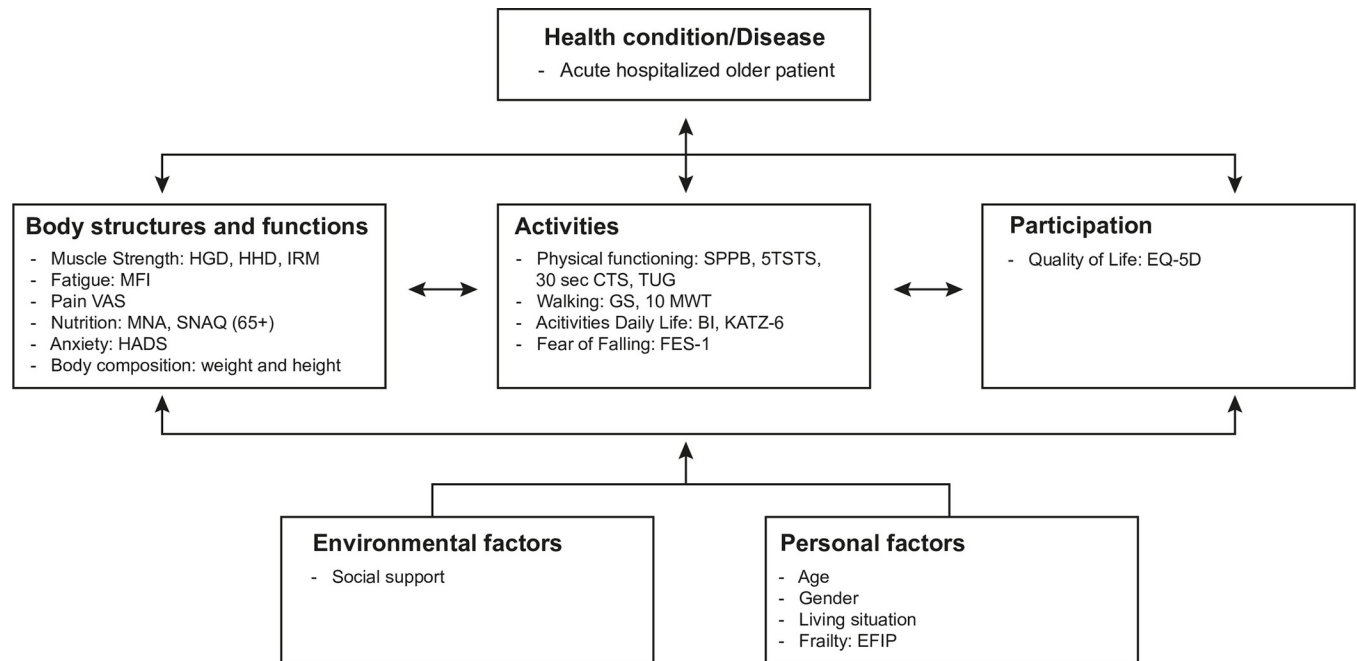 Health condition/Disease
- Acute hospitalized older patient
Body structures and functions
- Muscle Strength: HGD, HHD, IRM
- Fatigue: MFI
- Pain VAS
- Nutrition: MNA, SNAQ (65+)
- Anxiety: HADS
- Body composition: weight and height
Activities
- Physical functioning: SPPB, 5TSTS,
30 sec CTS, TUG
- Walking: GS, 10 MWT
- Acitivities Daily Life: BI, KATZ-6
- Fear of Falling: FES-1
Participation
- Quality of Life: EQ-5D
Environmental factors
- Social support
Personal factors
- Age
- Gender
- Living situation
- Frailty: EFIP